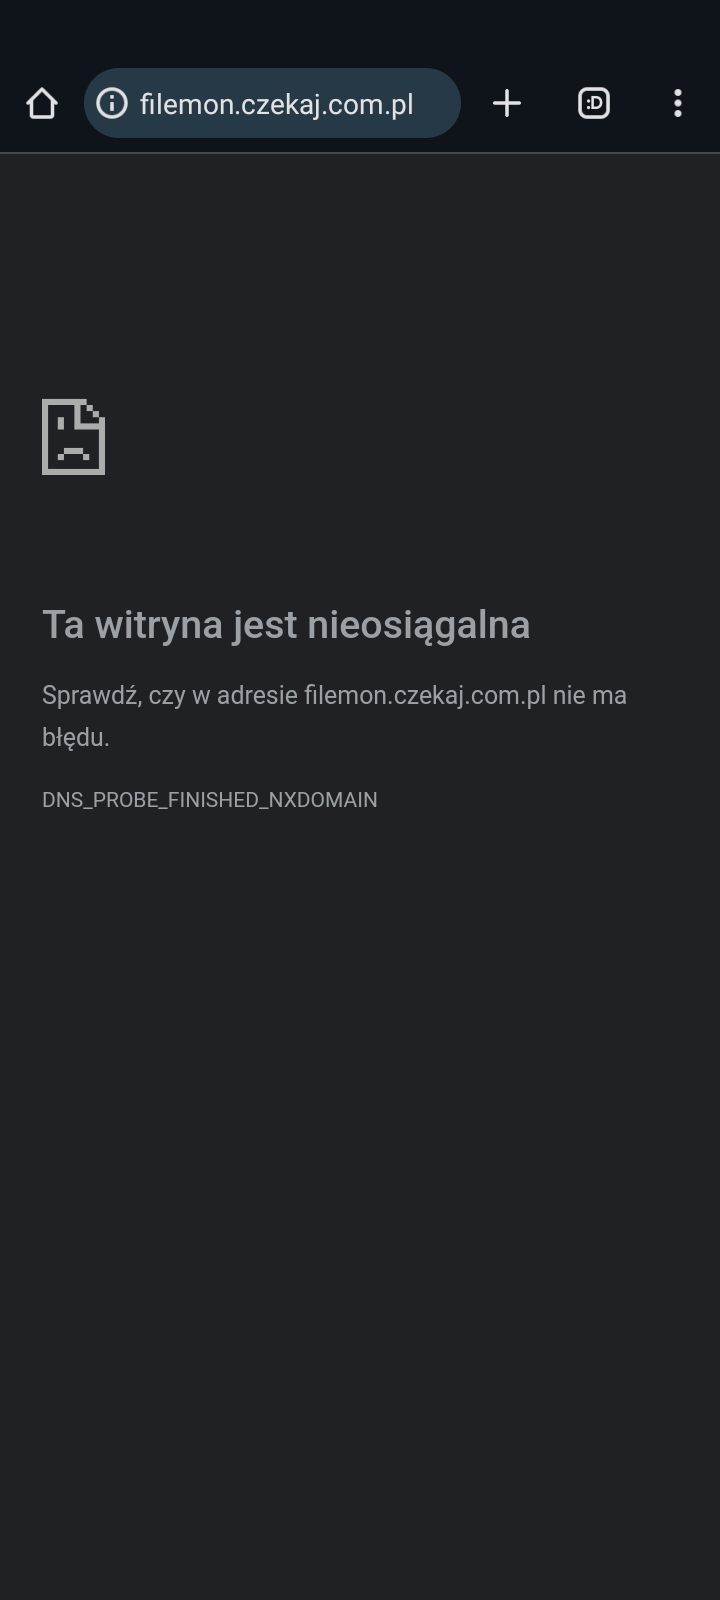 filemon.czekaj.com.pl
:D
Ta witryna jest nieosiągalna
Sprawdź, czy w adresie filemon.czekaj.com.pl nie ma
błędu.
DNS_PROBE_FINISHED_NXDOMAIN